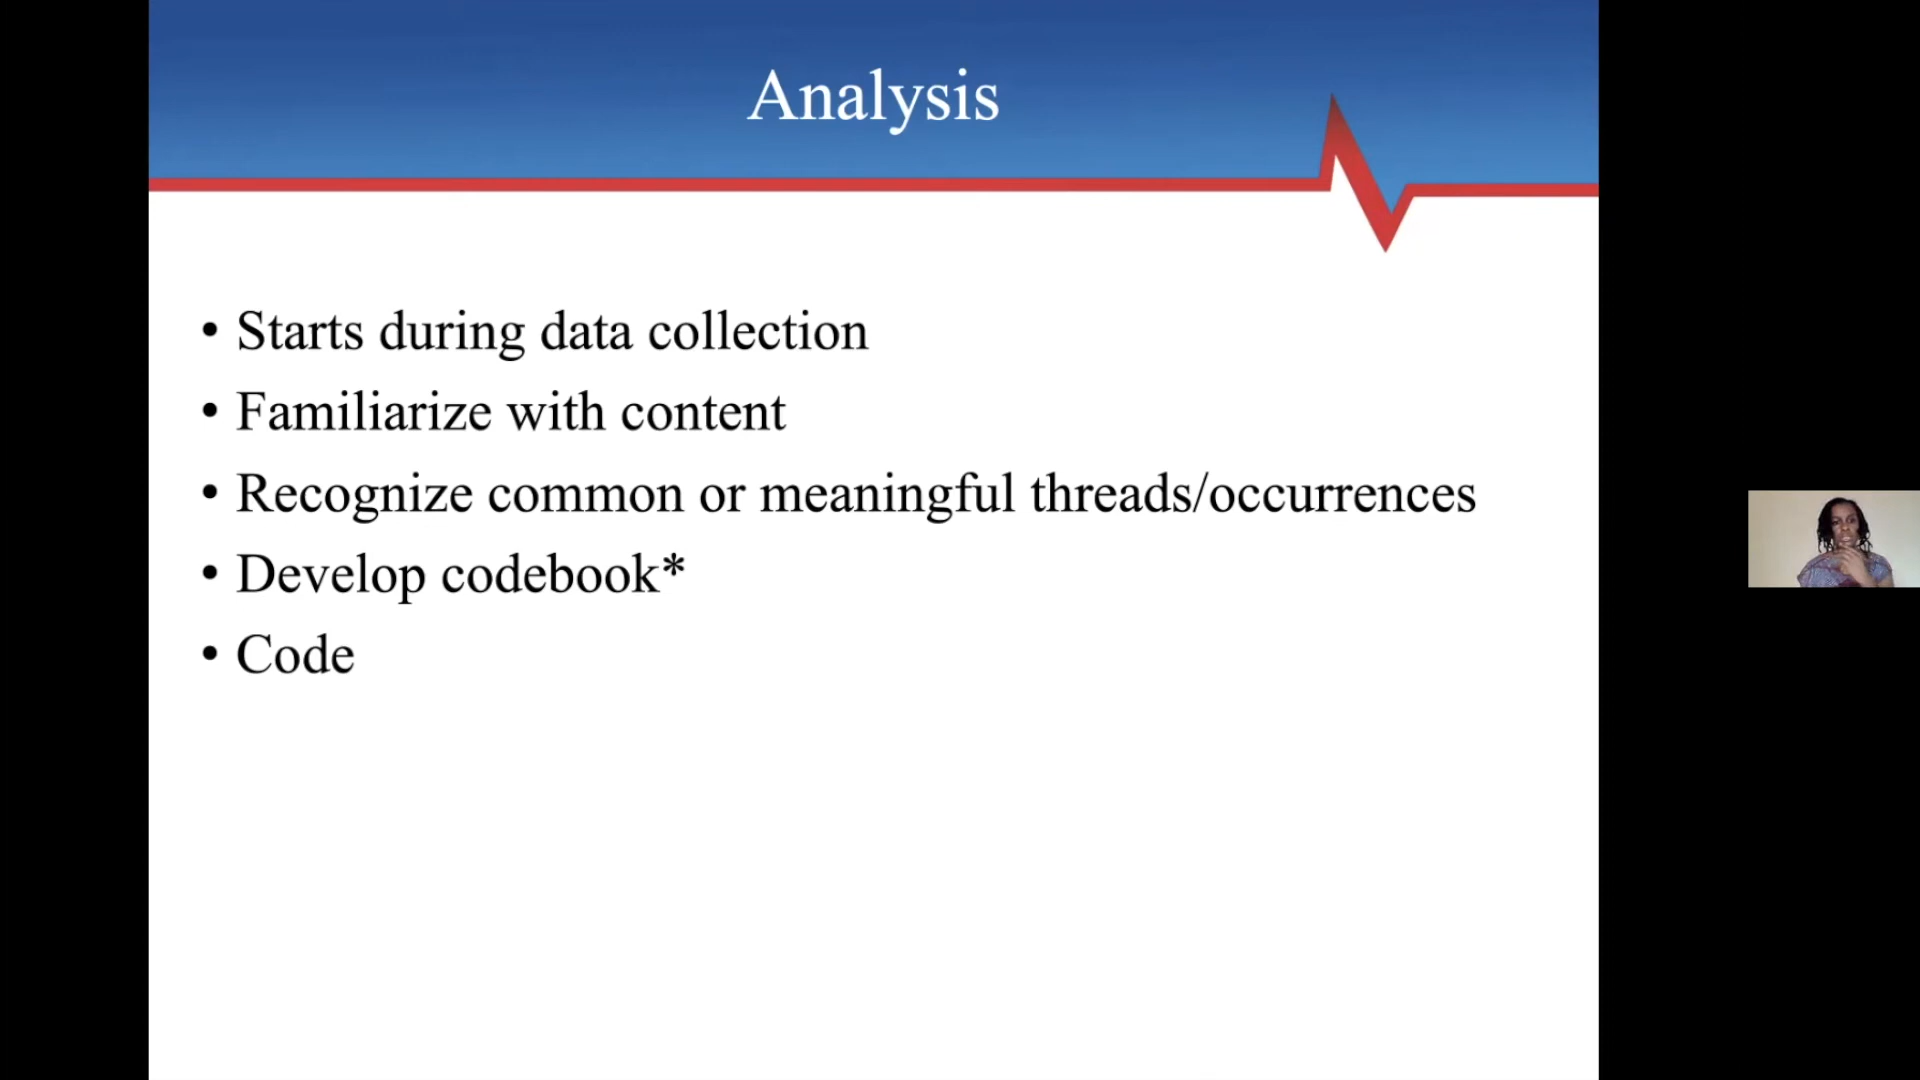 Analysis
• Starts during data collection
• Familiarize with content
• Recognize common or meaningful threads/occurrences
• Develop codebook*
• Code